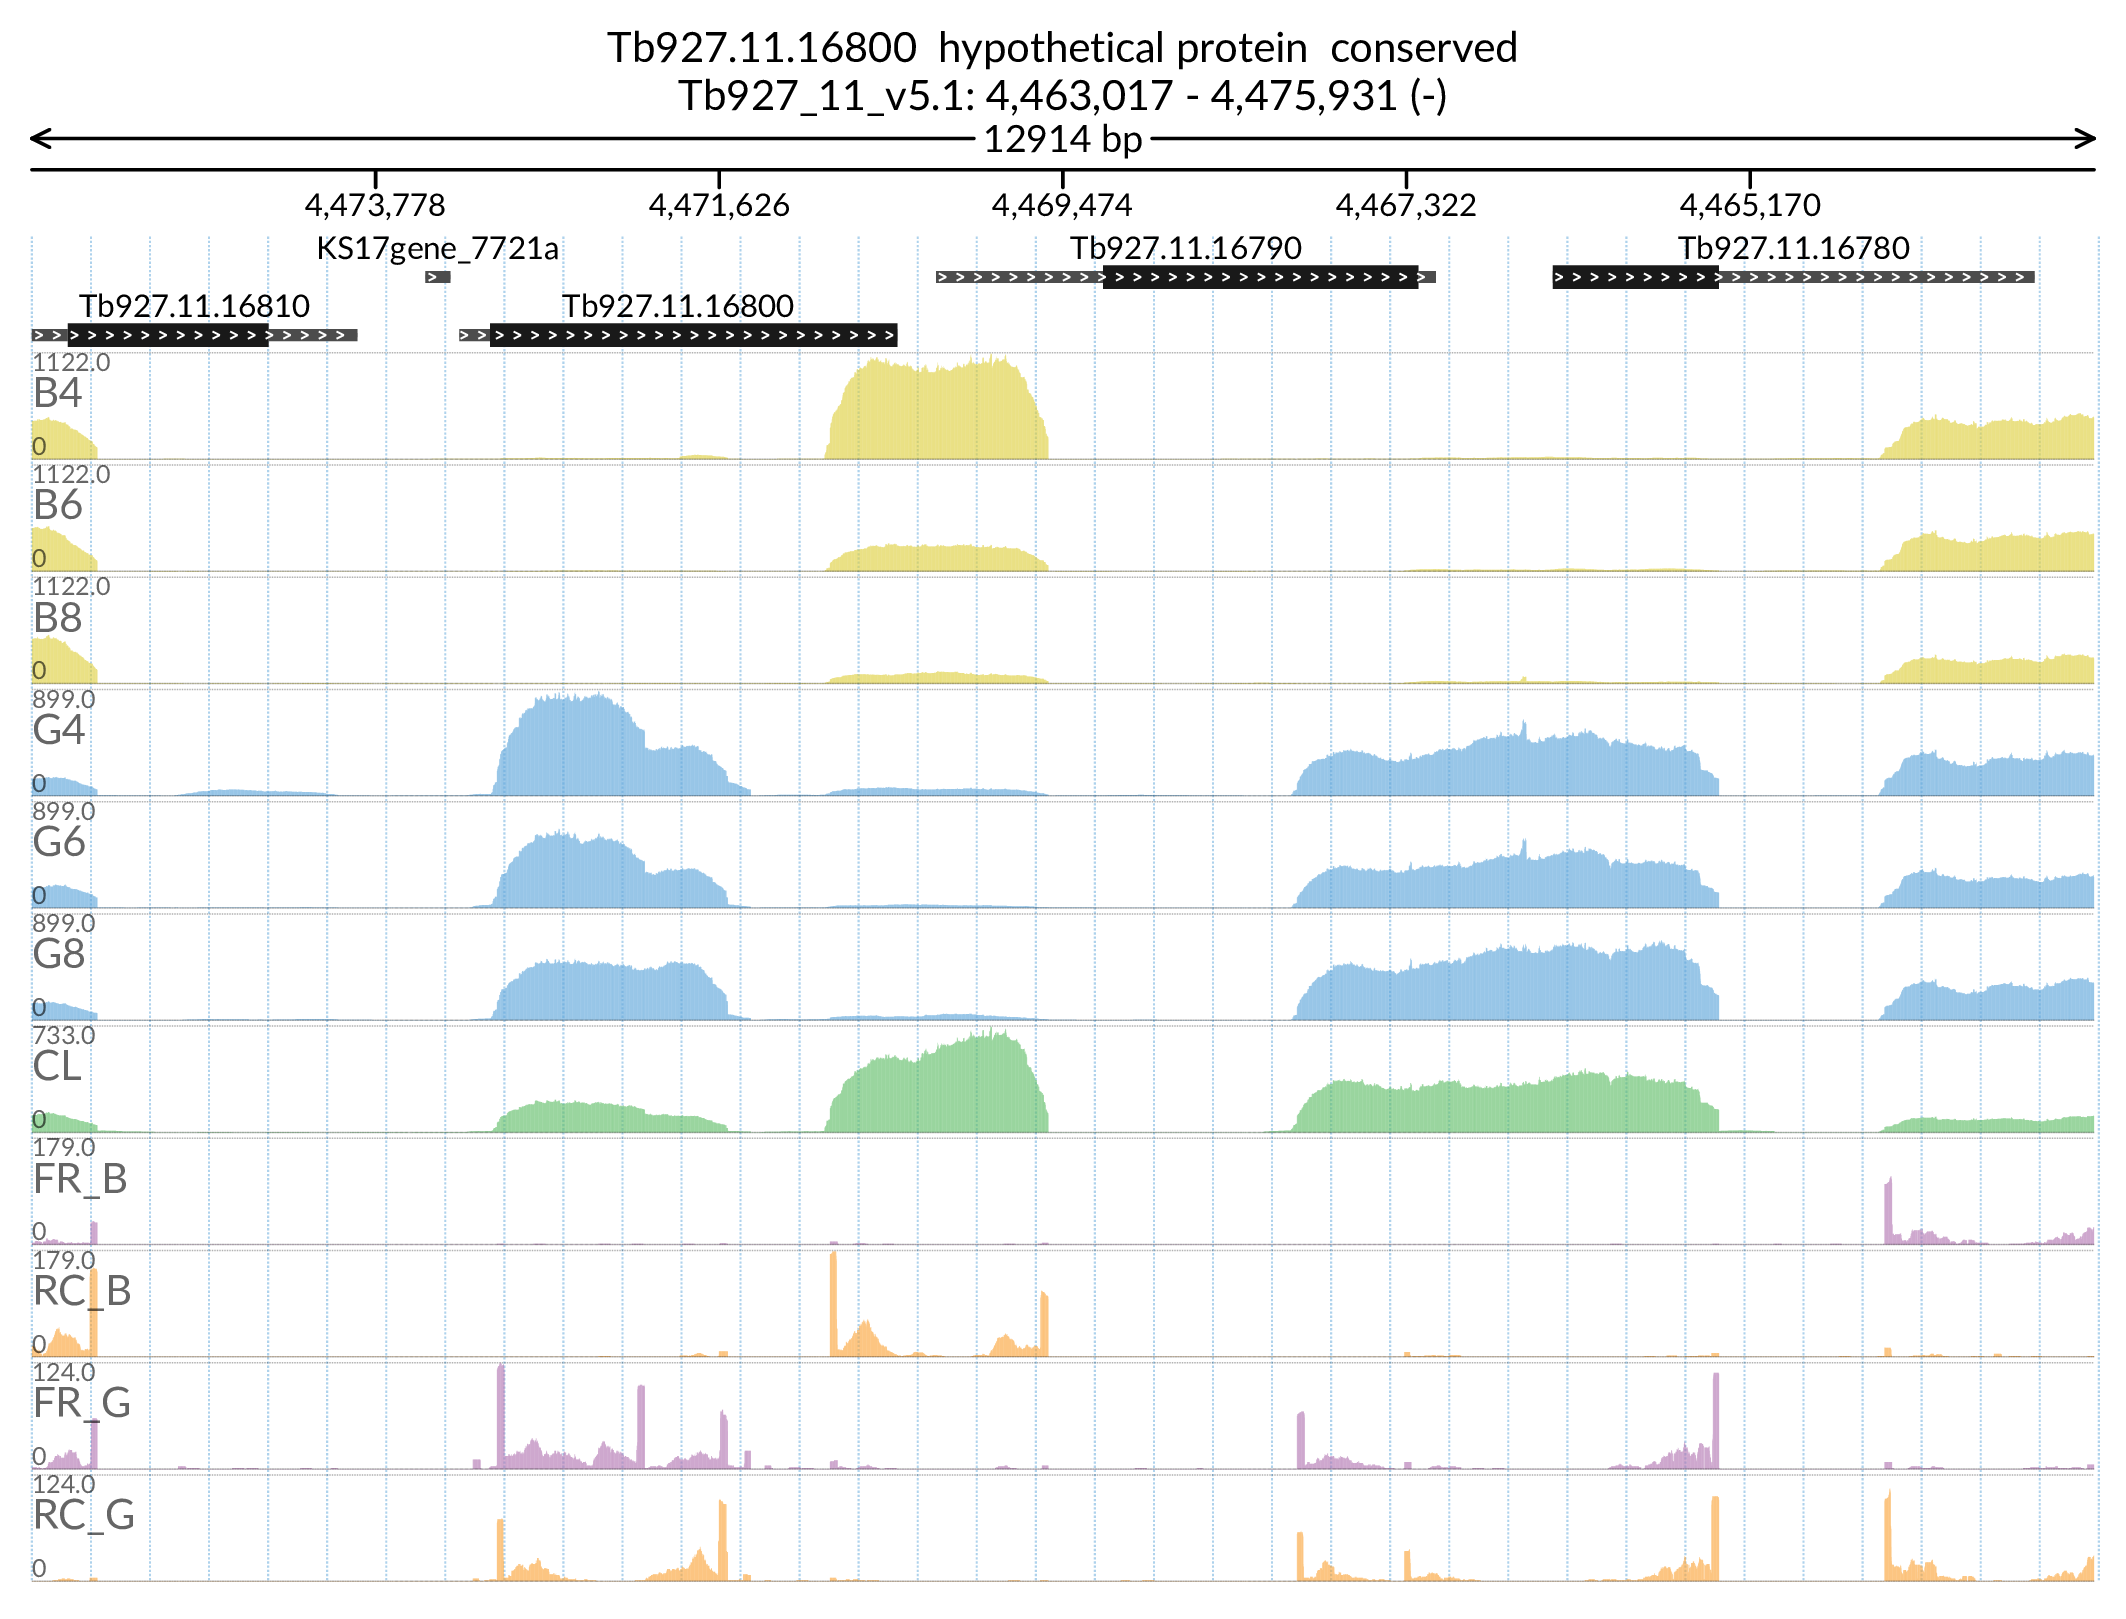 Tb927.11.16800  hypothetical protein  conserved
Tb927_11_v5.1: 4,463,017 - 4,475,931 (-)
12914 bp
4,473,778 4,471,626 4,469,474 4,467,322 4,465,170
KS17gene_7721a Tb927.11.16790 Tb927.11.16780
Tb927.11.16810 Tb927.11.16800
1122.0
B4
0
1122.0
B6
0
1122.0
B8
0
899.0
G4
0
899.0
G6
0
899.0
G8
0
733.0
CL
0
179.0
FR_B
0
179.0
RC_B
0
124.0
FR_G
0
124.0
RC_G
0